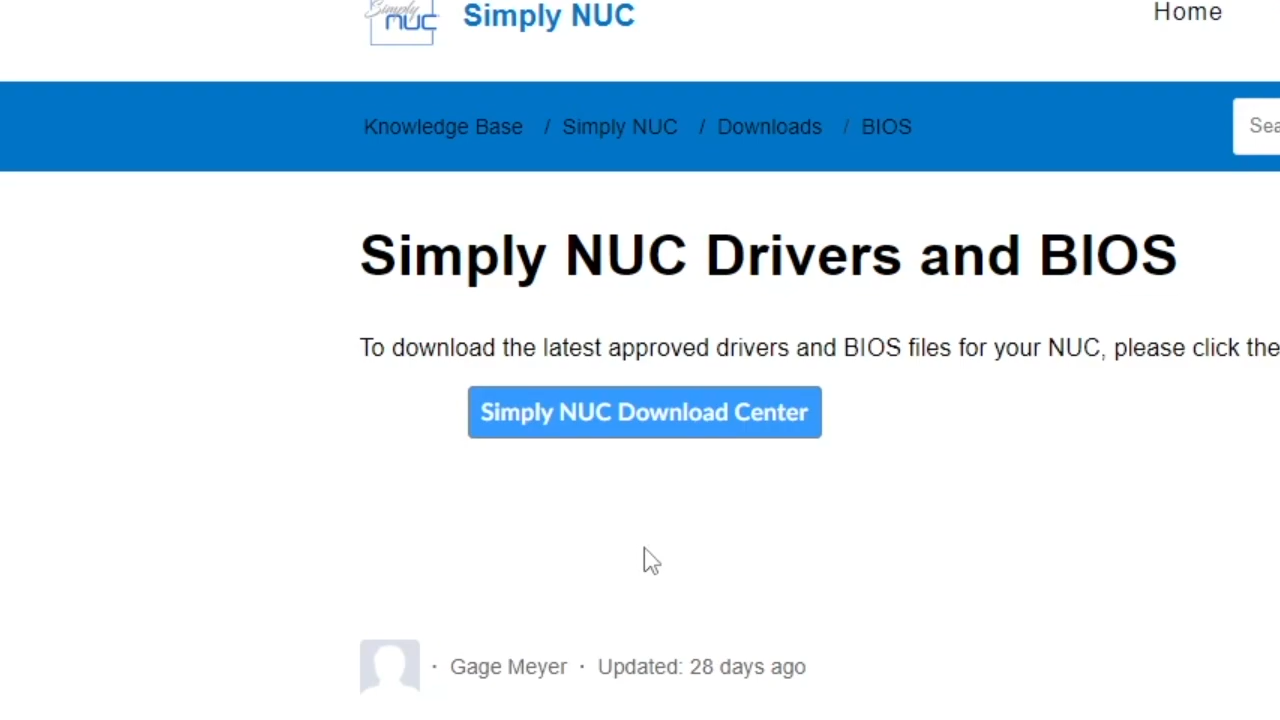 Simply nuc Simply NUC Home
Knowledge Base / Simply NUC / Downloads / BIOS
Simply NUC Drivers and BIOS
To download the latest approved drivers and BIOS files for your NUC, please click the
Simply NUC Download Center
· Gage Meyer · Updated: 28 days ago